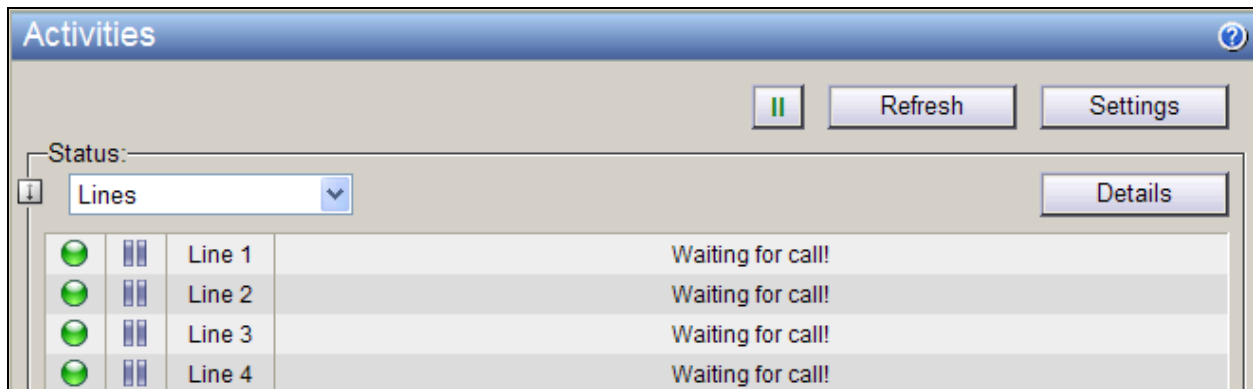 Activities
Refresh Settings
Status:
Lines
Details
Line 1 Waiting for call!
Line 2 Waiting for call!
Line 3 Waiting for call!
Line 4 Waiting for call!